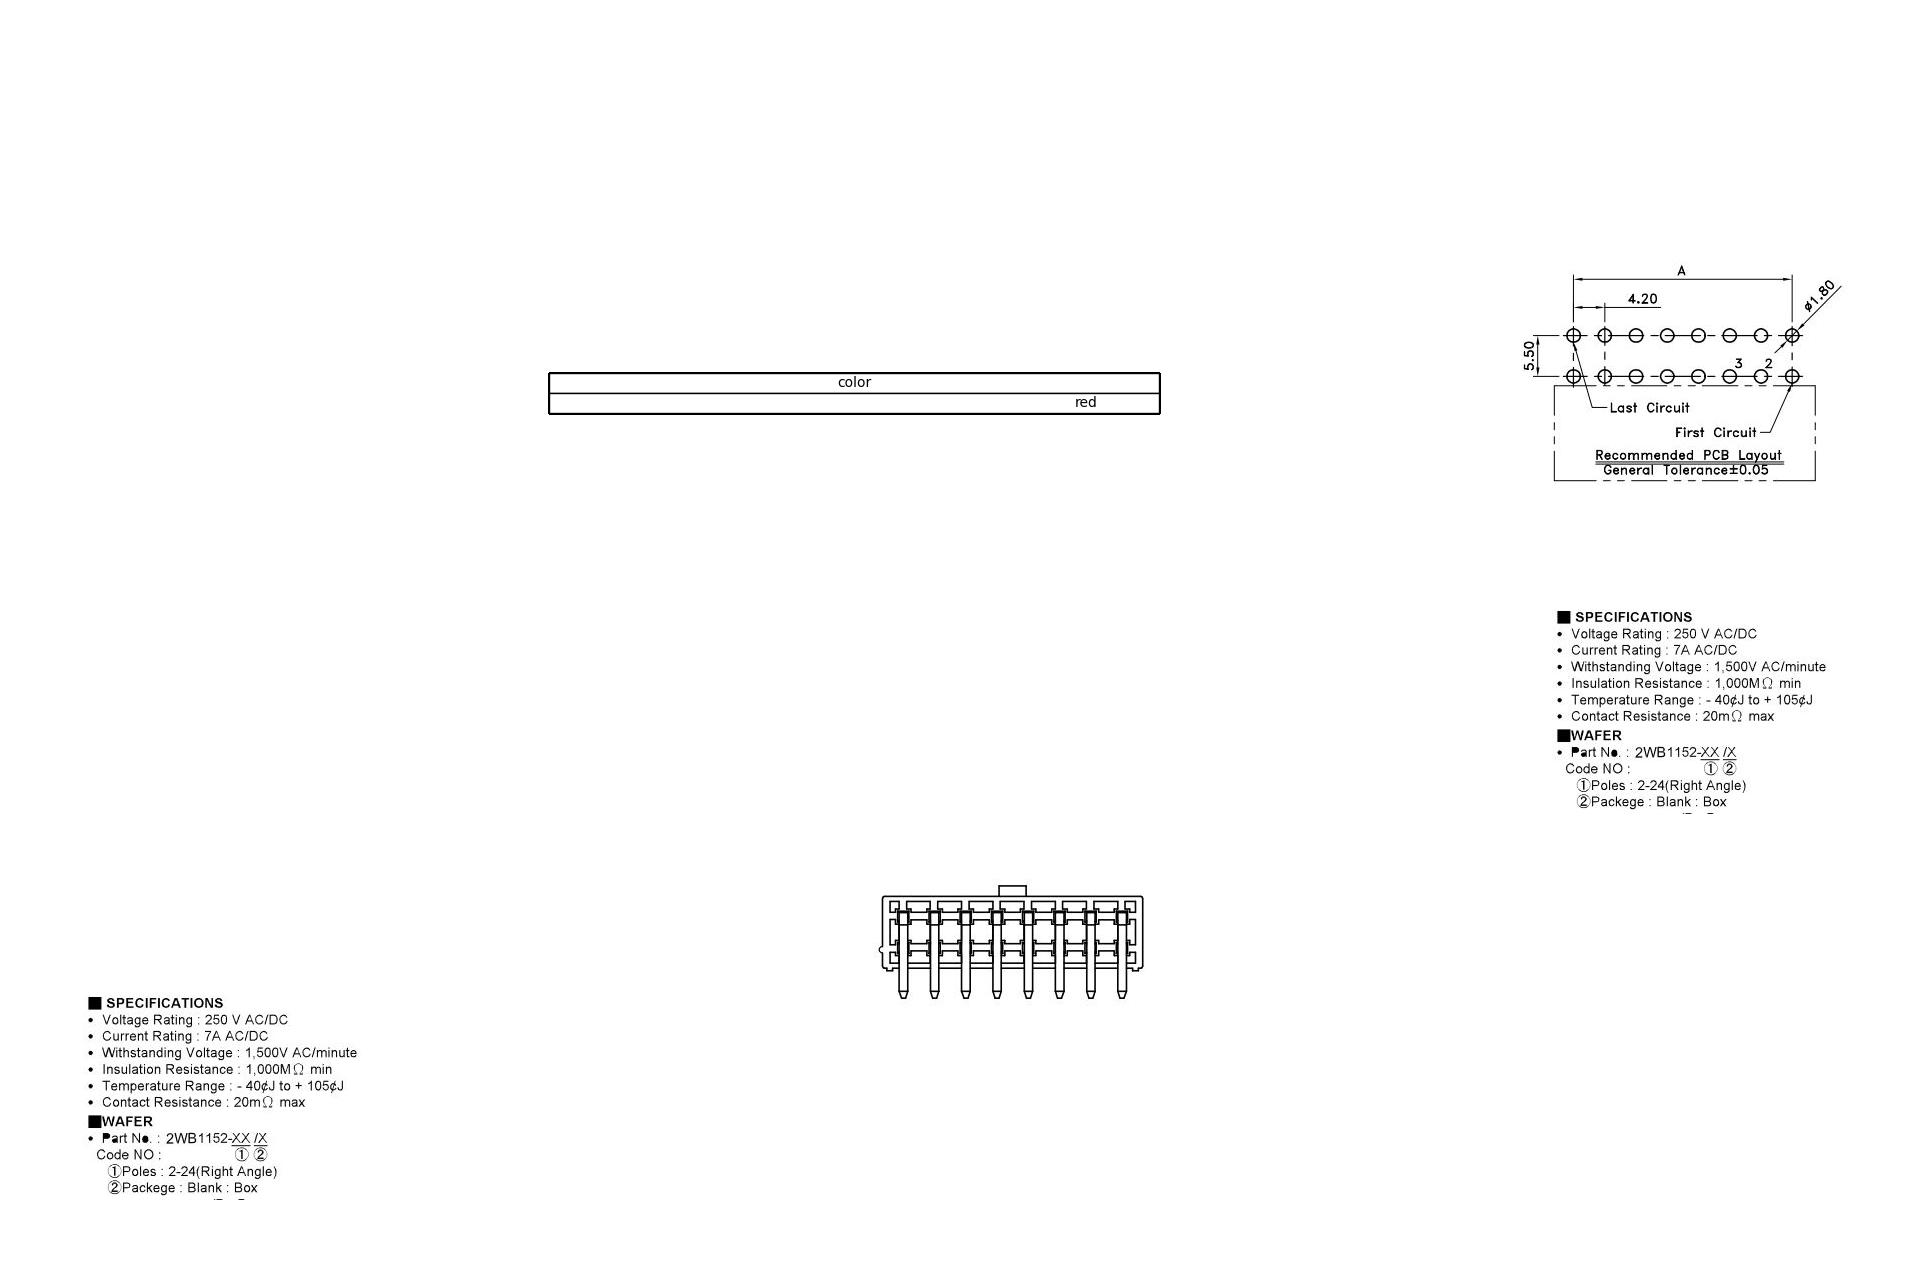 A
4.20
ø1.80
5.50
3 2
Last Circuit
First Circuit
Recommended PCB Layout
General Tolerance±0.05
color
red
■ SPECIFICATIONS
• Voltage Rating : 250 V AC/DC
• Current Rating : 7A AC/DC
• Withstanding Voltage : 1,500V AC/minute
• Insulation Resistance : 1,000MΩ min
• Temperature Range : - 40¢J to + 105¢J
• Contact Resistance : 20mΩ max
■WAFER
• Part No. : 2WB1152-XX /X
Code NO : ① ②
①Poles : 2-24(Right Angle)
②Packege : Blank : Box
■ SPECIFICATIONS
• Voltage Rating : 250 V AC/DC
• Current Rating : 7A AC/DC
• Withstanding Voltage : 1,500V AC/minute
• Insulation Resistance : 1,000MΩ min
• Temperature Range : - 40¢J to + 105¢J
• Contact Resistance : 20mΩ max
■WAFER
• Part No. : 2WB1152-XX /X
Code NO : ① ②
①Poles : 2-24(Right Angle)
②Packege : Blank : Box